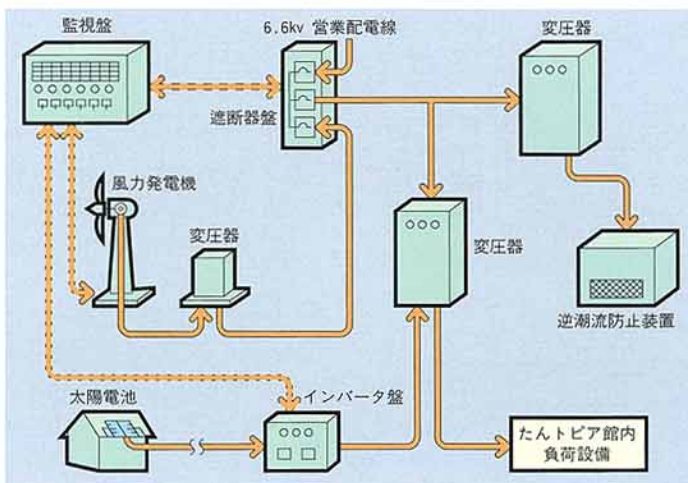 監視盤
6.6kv 営業配電線
変圧器
遮断器盤
風力発電機
変圧器
変圧器
逆潮流防止装置
太陽電池
インバータ盤
たんトピア館内
負荷設備